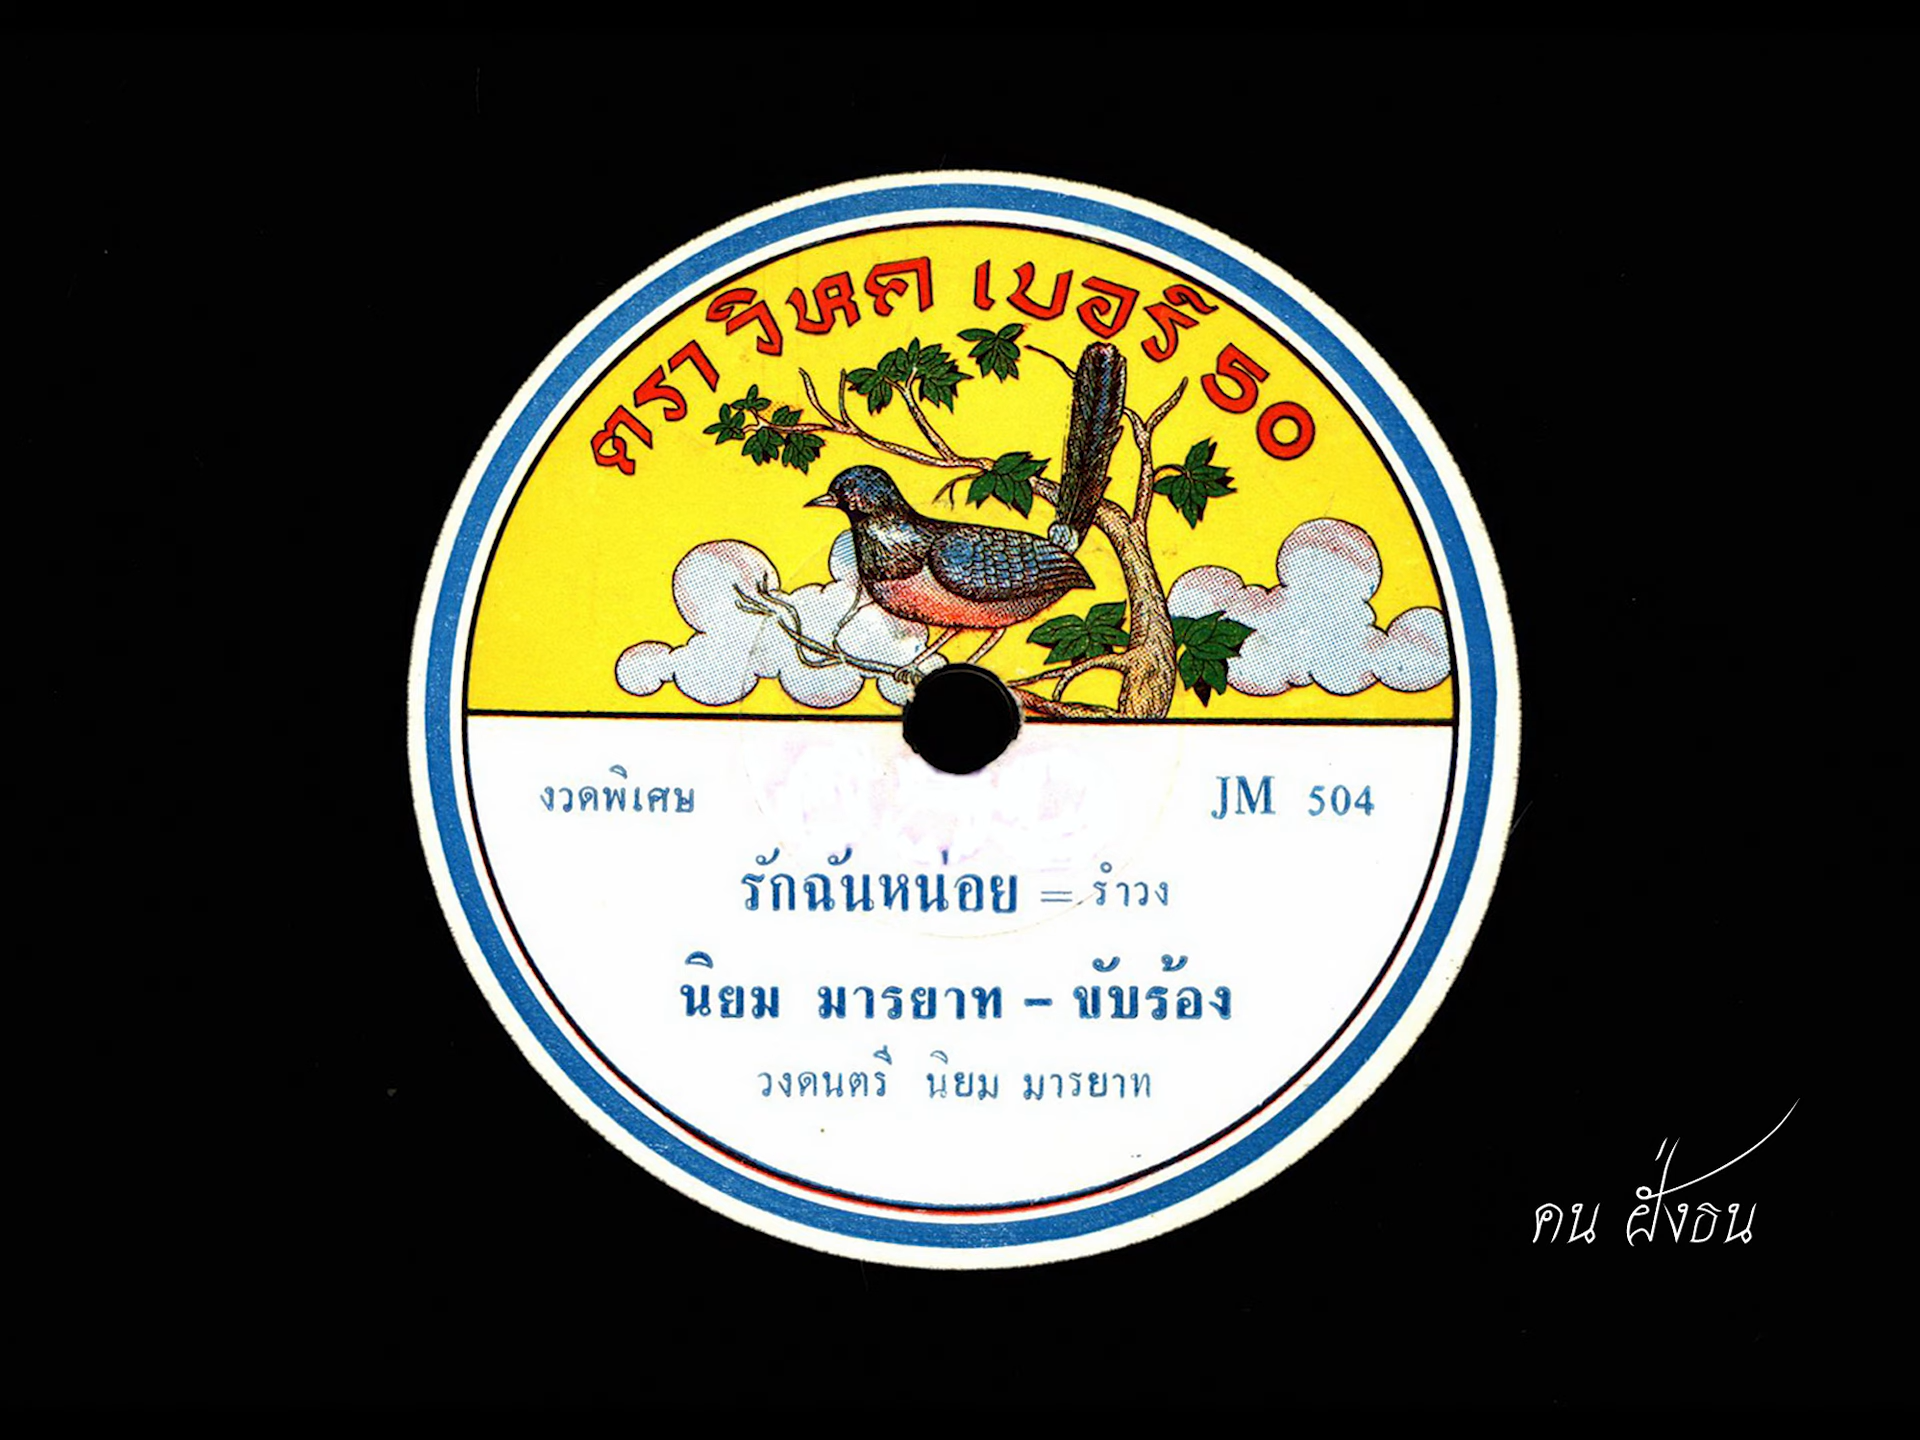 ตรา วิหค เบอร์ 50
งวดพิเศษ
JM 504
รักฉันหน่อย = รำวง
นิยม มารยาท - ขับร้อง
วงดนตรี นิยม มารยาท
คน ฝั่งธน